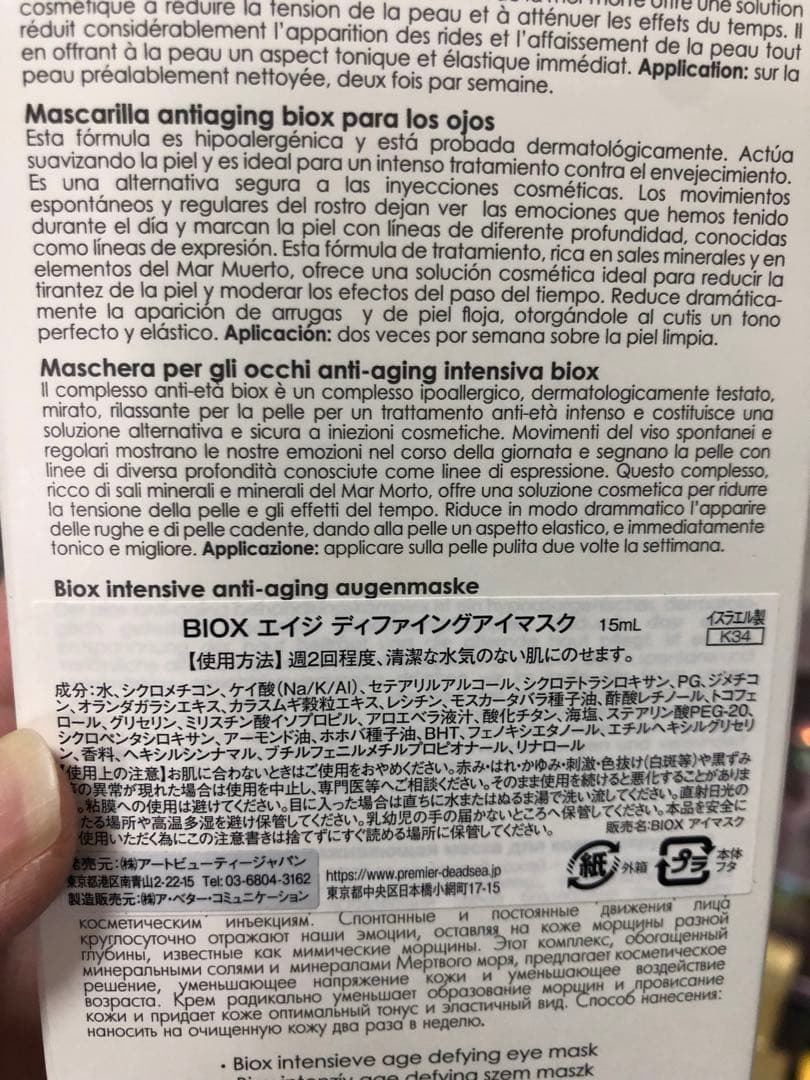 cosmétique à réduire la tension de la peau et à atténuer les effets du temps. Il
réduit considérablement l'apparition des rides et l'affaissement de la peau tout
en offrant à la peau un aspect tonique et élastique immédiat. Application: sur la
peau préalablement nettoyée, deux fois par semaine.
Mascarilla antiaging biox para los ojos
Esta fórmula es hipoalergénica y está probada dermatológicamente. Actúa
suavizando la piel y es ideal para un intenso tratamiento contra el envejecimiento.
Es una alternativa segura a las inyecciones cosméticas. Los movimientos
espontáneos y regulares del rostro dejan ver las emociones que hemos tenido
durante el día y marcan la piel con líneas de diferente profundidad, conocidas
como líneas de expresión. Esta fórmula de tratamiento, rica en sales minerales y en
elementos del Mar Muerto, ofrece una solución cosmética ideal para reducir la
tirantez de la piel y moderar los efectos del paso del tiempo. Reduce dramática-
mente la aparición de arrugas y de piel floja, otorgándole al cutis un tono
perfecto y elástico. Aplicación: dos veces por semana sobre la piel limpia.
Maschera per gli occhi anti-aging intensiva biox
Il complesso anti-età biox è un complesso ipoallergico, dermatologicamente testato,
mirato, rilassante per la pelle per un trattamento anti-età intenso e costituisce una
soluzione alternativa e sicura a iniezioni cosmetiche. Movimenti del viso spontanei e
regolari mostrano le nostre emozioni nel corso della giornata e segnano la pelle con
linee di diversa profondità conosciute come linee di espressione. Questo complesso,
ricco di sali minerali e minerali del Mar Morto, offre una soluzione cosmetica per ridurre
la tensione della pelle e gli effetti del tempo. Riduce in modo drammatico l'apparire
delle rughe e di pelle cadente, dando alla pelle un aspetto elastico, e immediatamente
tonico e migliore. Applicazione: applicare sulla pelle pulita due volte la settimana.
Biox intensive anti-aging augenmaske
BIOX エイジ ディファイングアイマスク 15mL イスラエル製
K34
【使用方法】週2回程度、清潔な水気のない肌にのせます。
成分:水、シクロメチコン、ケイ酸(Na/K/Al)、セテアリルアルコール、シクロテトラシロキサン、PG、ジメチコ
ン、オランダガラシエキス、カラスムギ穀粒エキス、レシチン、モスカータバラ種子油、酢酸レチノール、トコフェ
ロール、グリセリン、ミリスチン酸イソプロピル、アロエベラ液汁、酸化チタン、海塩、ステアリン酸PEG-20、
シクロペンタシロキサン、アーモンド油、ホホバ種子油、BHT、フェノキシエタノール、エチルヘキシルグリセリ
ン、香料、ヘキシルシンナマル、ブチルフェニルメチルプロピオナール、リナロール
【使用上の注意】お肌に合わないときはご使用をおやめください。赤み・はれ・かゆみ・刺激・色抜け(白斑等)や黒ずみ
の異常が現れた場合は使用を中止し、専門医等へご相談ください。そのまま使用を続けると悪化することがありま
。粘膜への使用は避けてください。目に入った場合は直ちに水またはぬるま湯で洗い流してください。直射日光の
たる場所や高温多湿を避け保管してください。乳幼児の手の届かないところへ保管してください。本品を安全に
使用いただく為にこの注意書きは捨てずにすぐ読める場所に保管してください。 販売名:BIOX アイマスク
発売元:㈱アートビューティージャパン
東京都港区南青山2-22-15 Tel:03-6804-3162
製造販売元:㈱ア・ベター・コミュニケーション
https://www.premier-deadsea.jp
東京都中央区日本橋小網町17-15
紙 外箱 プラ 本体
フタ
косметическим инъекциям. Спонтанные и постоянные движения лица
круглосуточно отражают наши эмоции, оставляя на коже морщины разной
глубины, известные как мимические морщины. Этот комплекс, обогащенный
минеральными солями и минералами Мертвого моря, предлагает косметическое
решение, уменьшающее напряжение кожи и уменьшающее воздействие
возраста. Крем радикально уменьшает образование морщин и провисание
кожи и придает коже оптимальный тонус и эластичный вид. Способ нанесения:
наносить на очищенную кожу два раза в неделю.
• Biox intensieve age defying eye mask
defying szem maszk